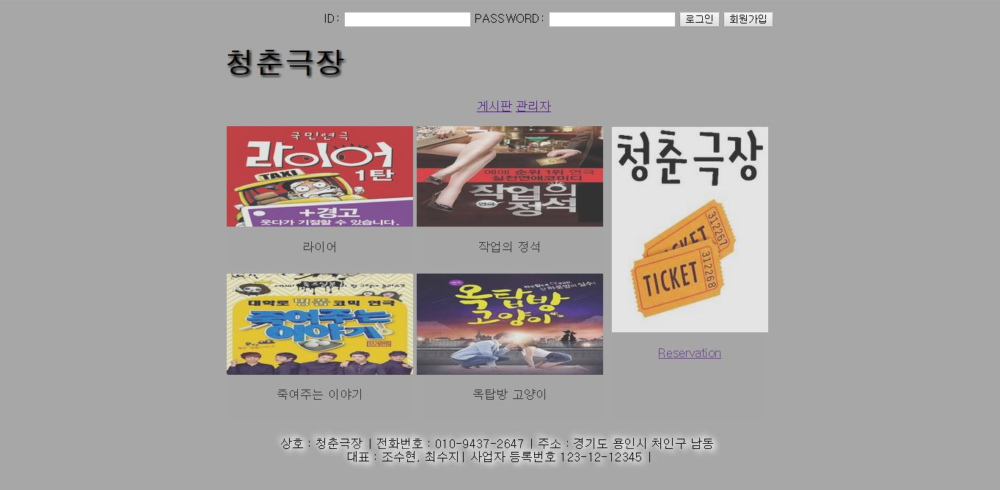 ID: PASSWORD: 로그인 회원가입
청춘극장
게시판 관리자
국민연극
라이어
TAXI
1탄
+경고
웃다가 기절할 수 있습니다.
예매 순위 1위 연극
실전연애코미디
작업의
연극
정석
청춘극장
312267
TICKET
312268
TICKET
라이어
작업의 정석
대학로 명품 코믹 연극
죽여주는
이야기
연극
옥탑방
고양이
Reservation
죽여주는 이야기
옥탑방 고양이
상호 : 청춘극장 | 전화번호 : 010-9437-2647 | 주소 : 경기도 용인시 처인구 남동
대표 : 조수현, 최수지| 사업자 등록번호 123-12-12345 |